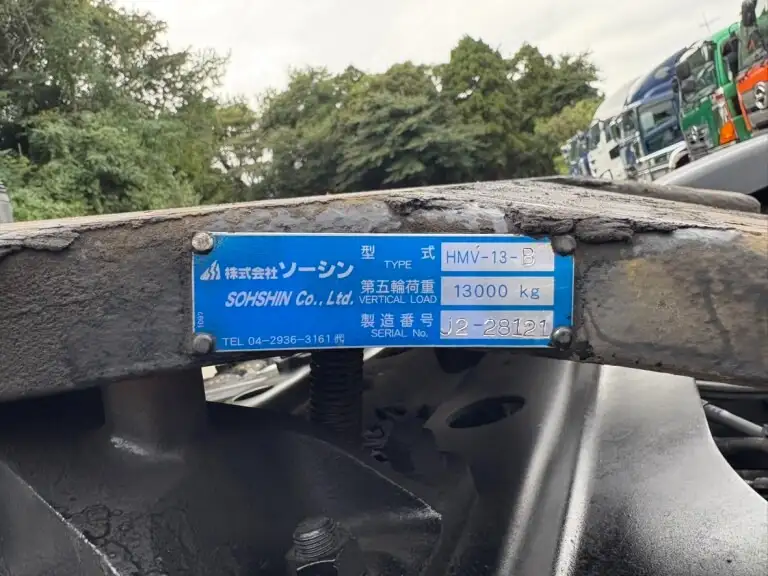 株式会社ソーシン
SOHSHIN Co., Ltd.
TEL 04-2936-3161 ㈹
型 式 HMV-13-B
TYPE
第五輪荷重 13000 kg
VERTICAL LOAD
製造番号 J2-28121
SERIAL No.